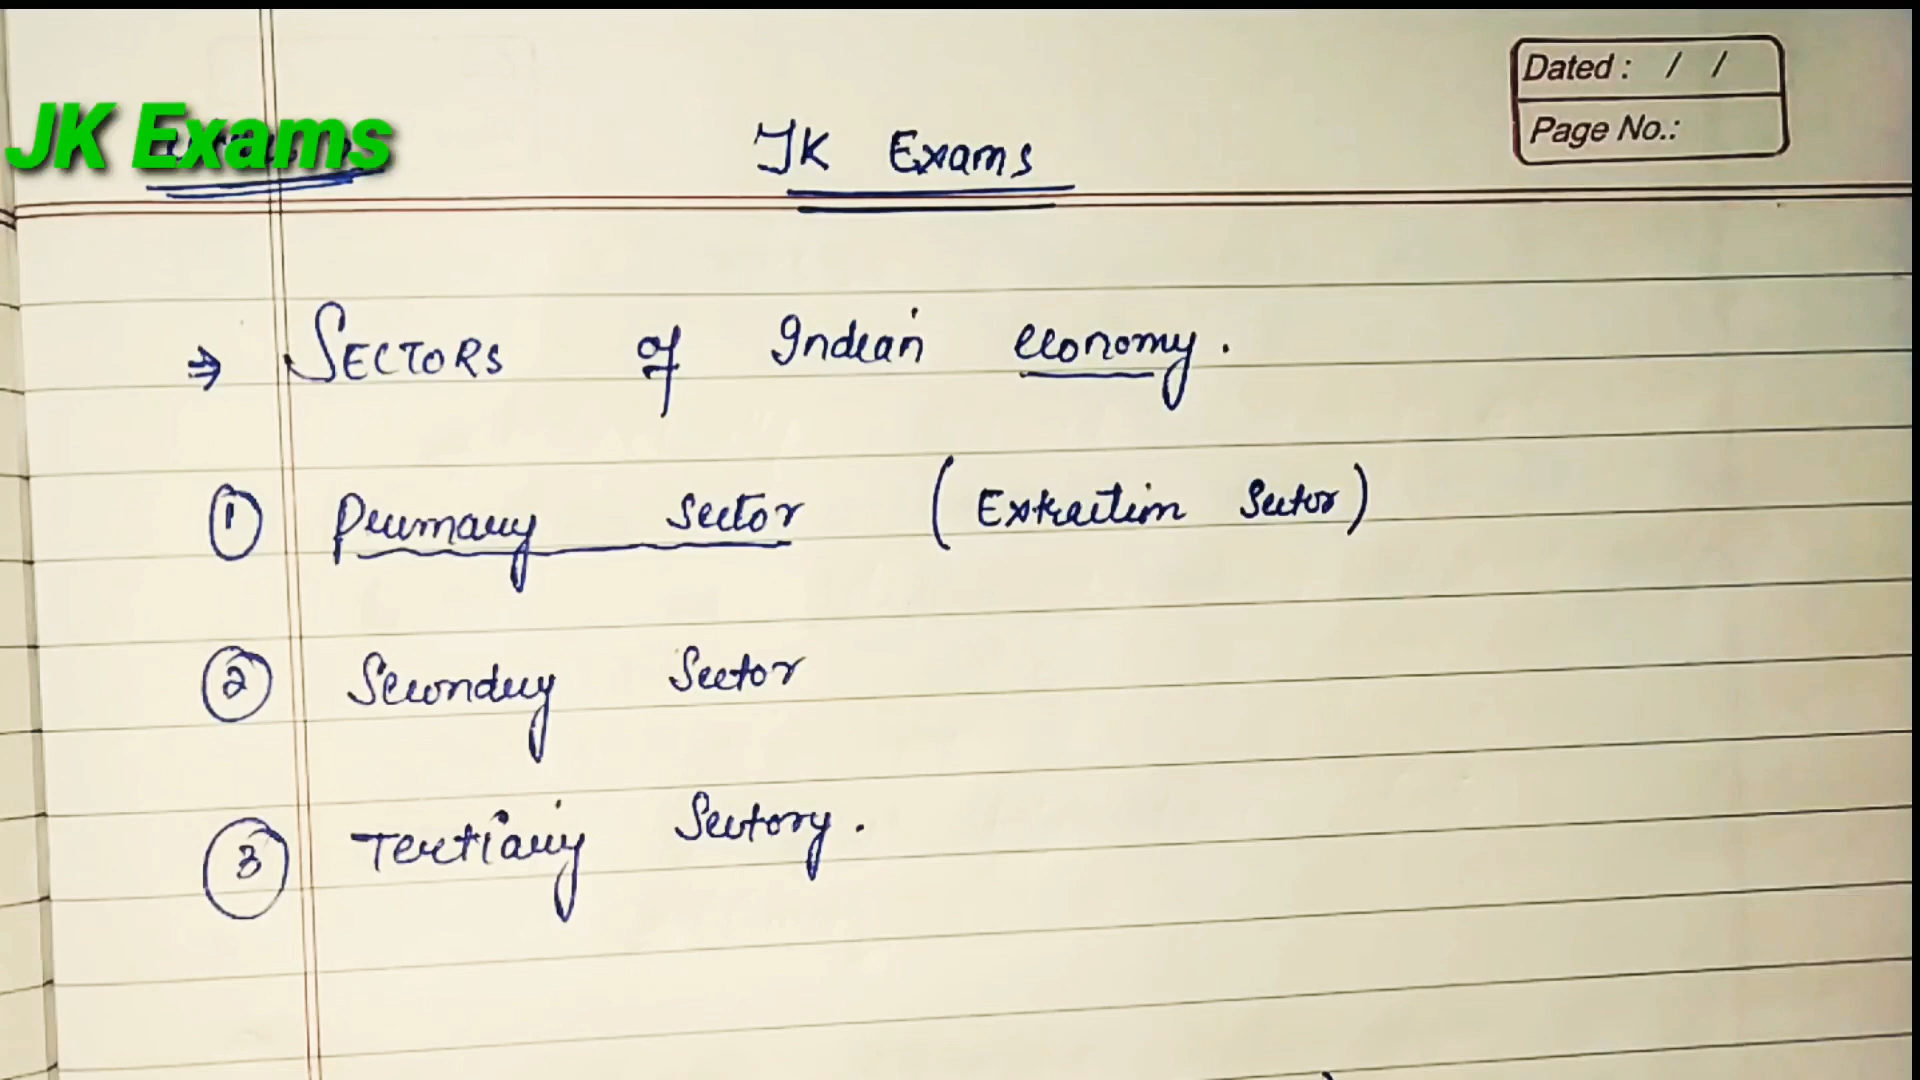 Dated : / /
Page No.:
JK Exams
JK Exams
⇒ SECTORS of Indian economy.
① Primary Sector (Extraction Sector)
② Secondry Sector
③ Tertiary Sectory.